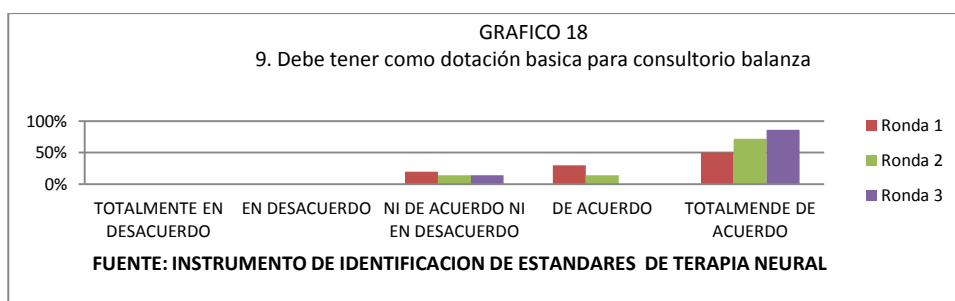 GRAFICO 18
9. Debe tener como dotación basica para consultorio balanza
100%
50%
0%
TOTALMENTE EN DESACUERDO
EN DESACUERDO
NI DE ACUERDO NI EN DESACUERDO
DE ACUERDO
TOTALMENDE DE ACUERDO
Ronda 1
Ronda 2
Ronda 3
FUENTE: INSTRUMENTO DE IDENTIFICACION DE ESTANDARES DE TERAPIA NEURAL